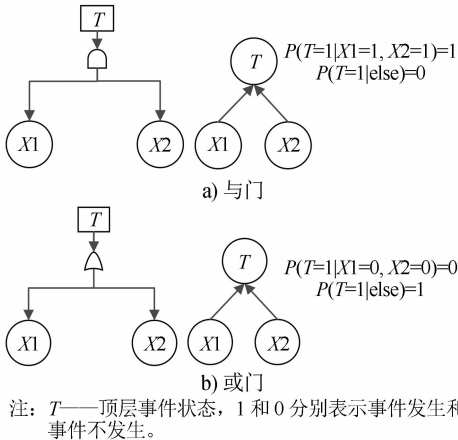 T
X1
X2
T
X1
X2
P(T=1|X1=1, X2=1)=1
P(T=1|else)=0
a) 与门
T
X1
X2
T
X1
X2
P(T=1|X1=0, X2=0)=0
P(T=1|else)=1
b) 或门
注：T——顶层事件状态，1 和 0 分别表示事件发生和
事件不发生。